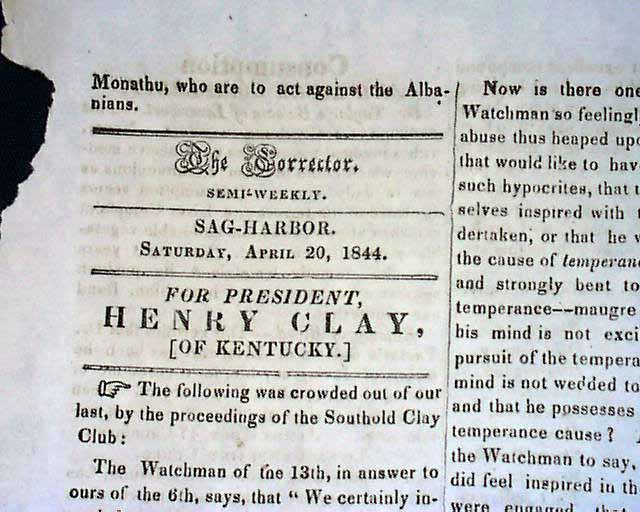 Monathu, who are to act against the Alba-
nians.
The Corrector.
SEMI-WEEKLY.
SAG-HARBOR.
SATURDAY, APRIL 20, 1844.
FOR PRESIDENT,
HENRY CLAY,
[OF KENTUCKY.]
☞ The following was crowded out of our
last, by the proceedings of the Southold Clay
Club:
The Watchman of the 13th, in answer to
ours of the 6th, says, that “ We certainly in-
Now is there one
Watchman so feelingly
abuse thus heaped upo
that would like to hav
such hypocrites, that t
selves inspired with
dertaken, or that he w
the cause of temperanc
and strongly bent to
temperance--maugre
his mind is not exci
pursuit of the tempera
mind is not wedded to
and that he possesses
temperance cause?
the Watchman to say,
did feel inspired in th
were engaged, that